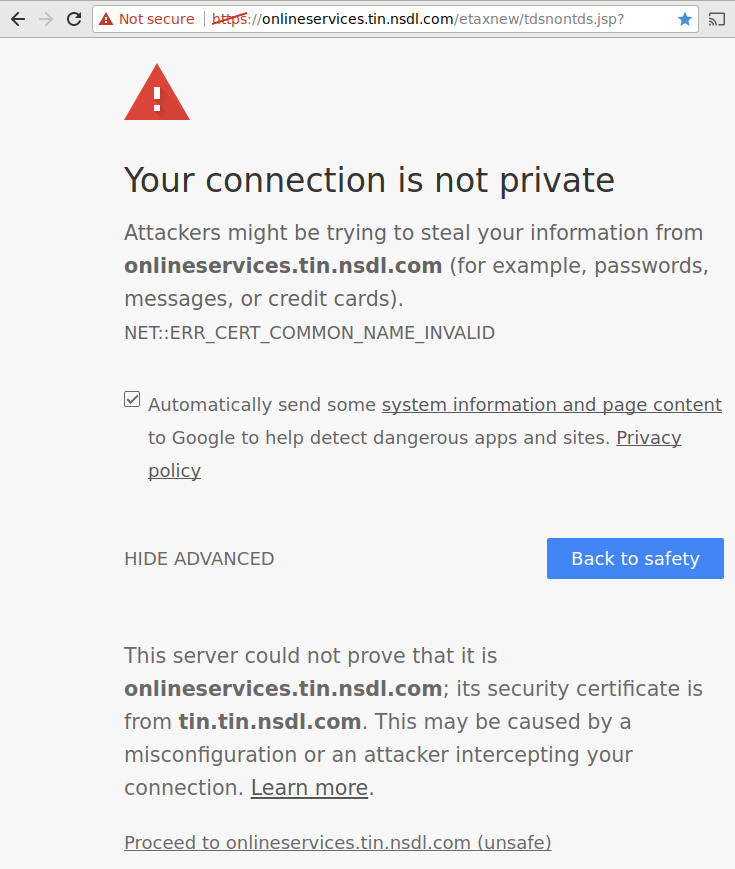 Not secure https://onlineservices.tin.nsdl.com/etaxnew/tdsnontds.jsp?
Your connection is not private
Attackers might be trying to steal your information from
onlineservices.tin.nsdl.com (for example, passwords,
messages, or credit cards).
NET::ERR_CERT_COMMON_NAME_INVALID
Automatically send some system information and page content
to Google to help detect dangerous apps and sites. Privacy
policy
HIDE ADVANCED
Back to safety
This server could not prove that it is
onlineservices.tin.nsdl.com; its security certificate is
from tin.tin.nsdl.com. This may be caused by a
misconfiguration or an attacker intercepting your
connection. Learn more.
Proceed to onlineservices.tin.nsdl.com (unsafe)